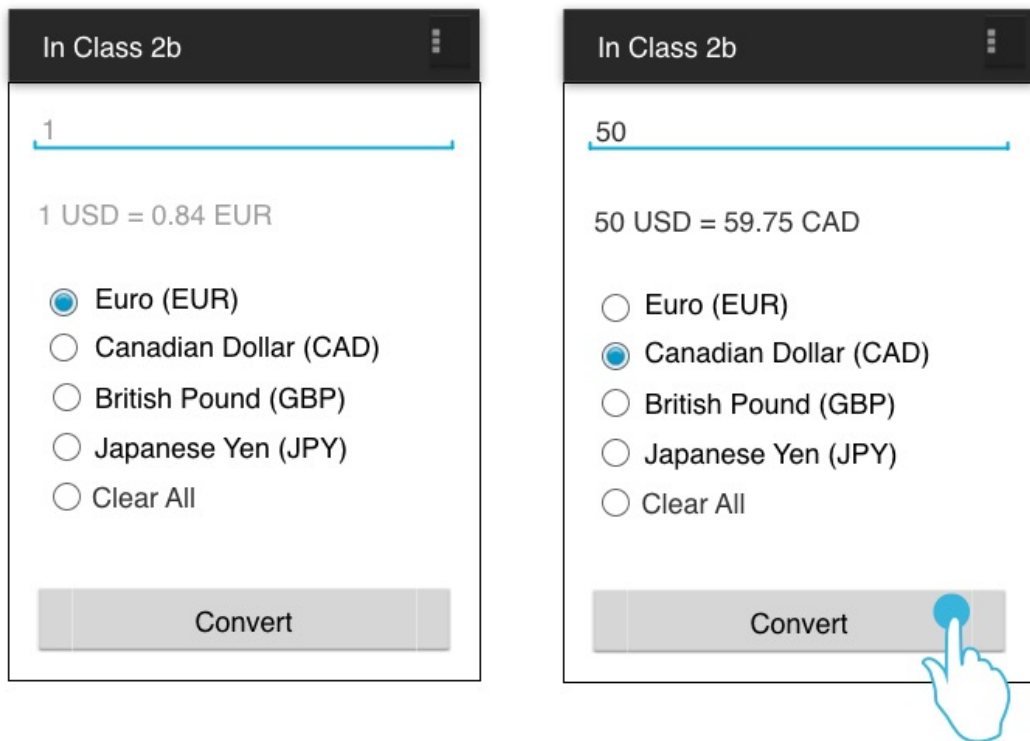 In Class 2b
1
1 USD = 0.84 EUR
Euro (EUR)
Canadian Dollar (CAD)
British Pound (GBP)
Japanese Yen (JPY)
Clear All
Convert
In Class 2b
50
50 USD = 59.75 CAD
Euro (EUR)
Canadian Dollar (CAD)
British Pound (GBP)
Japanese Yen (JPY)
Clear All
Convert